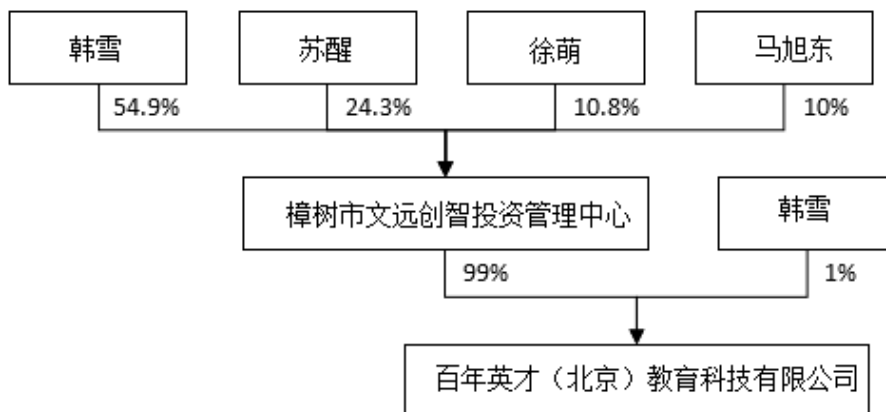 韩雪
苏醒
徐萌
马旭东
54.9%
24.3%
10.8%
10%
樟树市文远创智投资管理中心
韩雪
99%
1%
百年英才（北京）教育科技有限公司